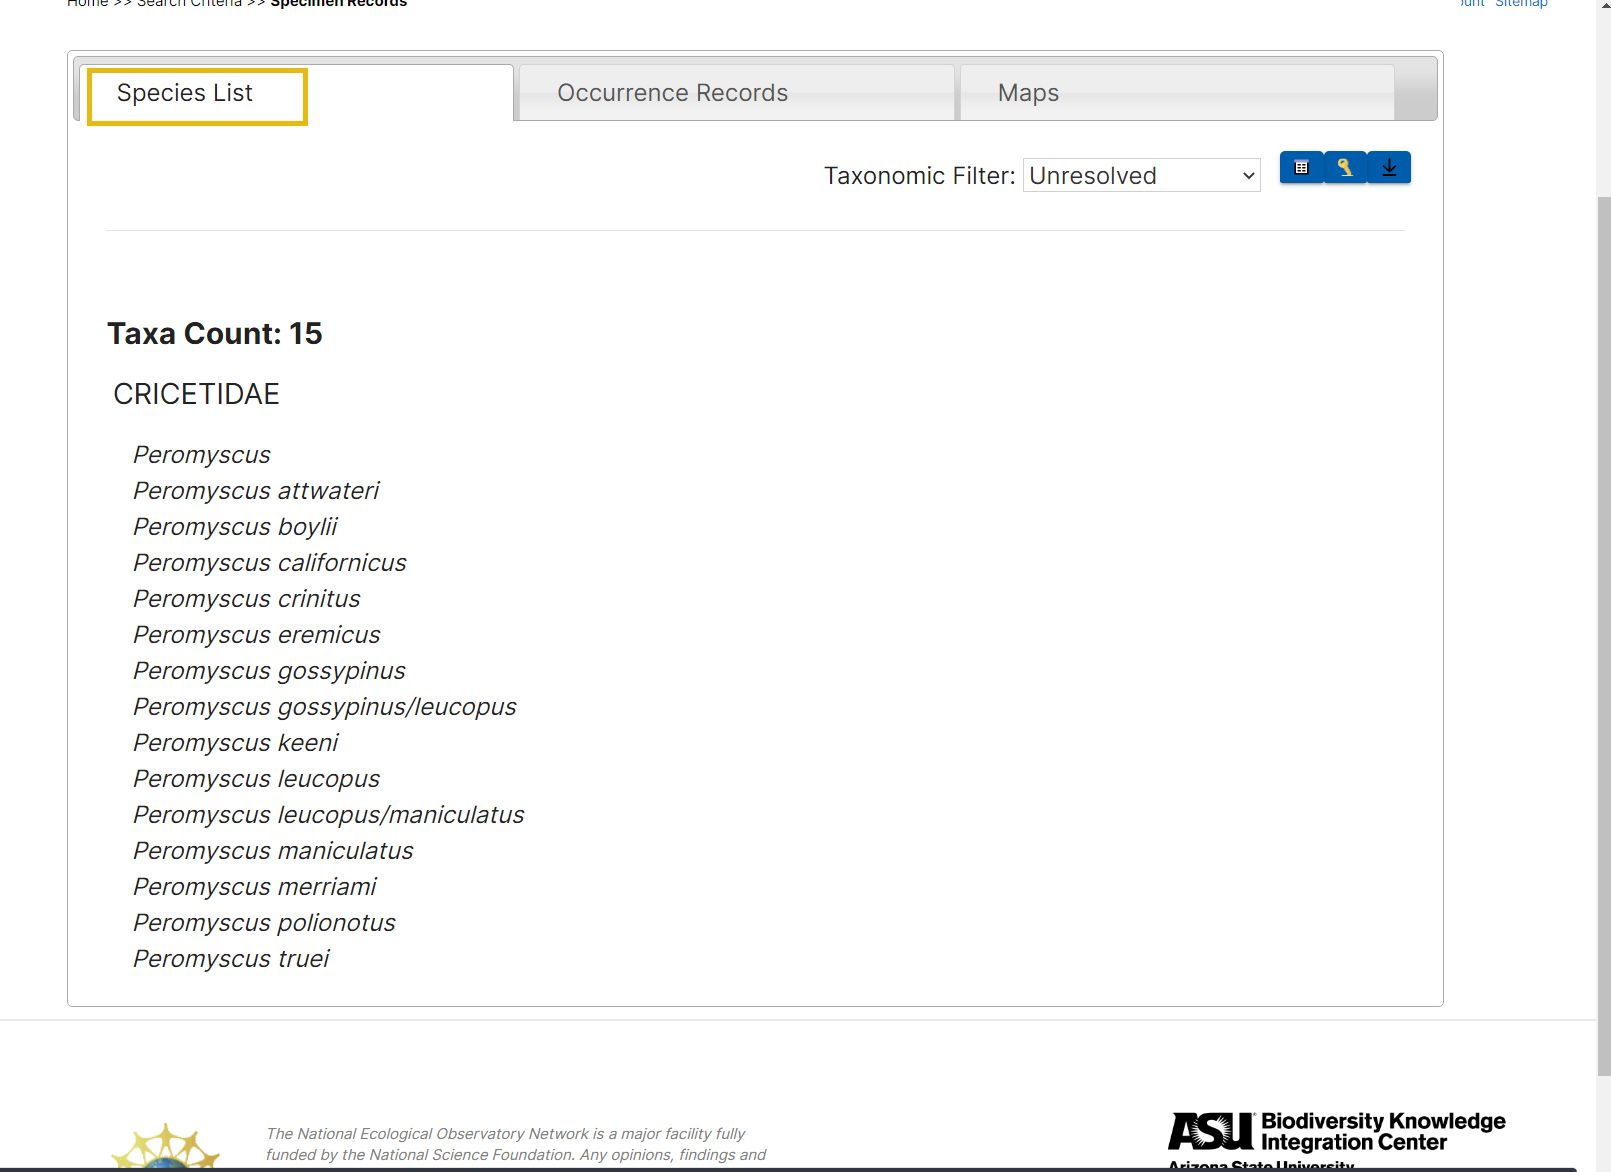 Home >> Search Criteria >> Specimen Records
Sitemap
Species List
Occurrence Records
Maps
Taxonomic Filter: Unresolved
Taxa Count: 15
CRICETIDAE
Peromyscus
Peromyscus attwateri
Peromyscus boylii
Peromyscus californicus
Peromyscus crinitus
Peromyscus eremicus
Peromyscus gossypinus
Peromyscus gossypinus/leucopus
Peromyscus keeni
Peromyscus leucopus
Peromyscus leucopus/maniculatus
Peromyscus maniculatus
Peromyscus merriami
Peromyscus polionotus
Peromyscus truei
The National Ecological Observatory Network is a major facility fully
funded by the National Science Foundation. Any opinions, findings and
ASU Biodiversity Knowledge
Integration Center
Arizona State University